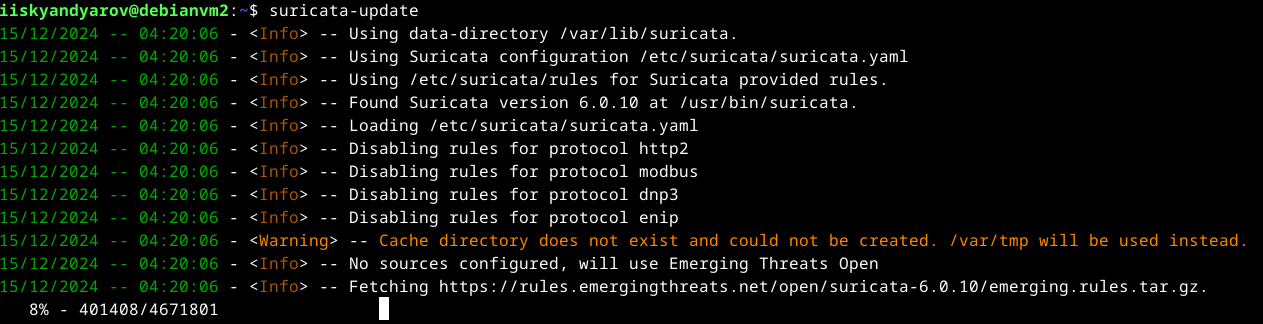 iiskyandyarov@debianvm2:~$ suricata-update
15/12/2024 -- 04:20:06 - <Info> -- Using data-directory /var/lib/suricata.
15/12/2024 -- 04:20:06 - <Info> -- Using Suricata configuration /etc/suricata/suricata.yaml
15/12/2024 -- 04:20:06 - <Info> -- Using /etc/suricata/rules for Suricata provided rules.
15/12/2024 -- 04:20:06 - <Info> -- Found Suricata version 6.0.10 at /usr/bin/suricata.
15/12/2024 -- 04:20:06 - <Info> -- Loading /etc/suricata/suricata.yaml
15/12/2024 -- 04:20:06 - <Info> -- Disabling rules for protocol http2
15/12/2024 -- 04:20:06 - <Info> -- Disabling rules for protocol modbus
15/12/2024 -- 04:20:06 - <Info> -- Disabling rules for protocol dnp3
15/12/2024 -- 04:20:06 - <Info> -- Disabling rules for protocol enip
15/12/2024 -- 04:20:06 - <Warning> -- Cache directory does not exist and could not be created. /var/tmp will be used instead.
15/12/2024 -- 04:20:06 - <Info> -- No sources configured, will use Emerging Threats Open
15/12/2024 -- 04:20:06 - <Info> -- Fetching https://rules.emergingthreats.net/open/suricata-6.0.10/emerging.rules.tar.gz.
8% - 401408/4671801